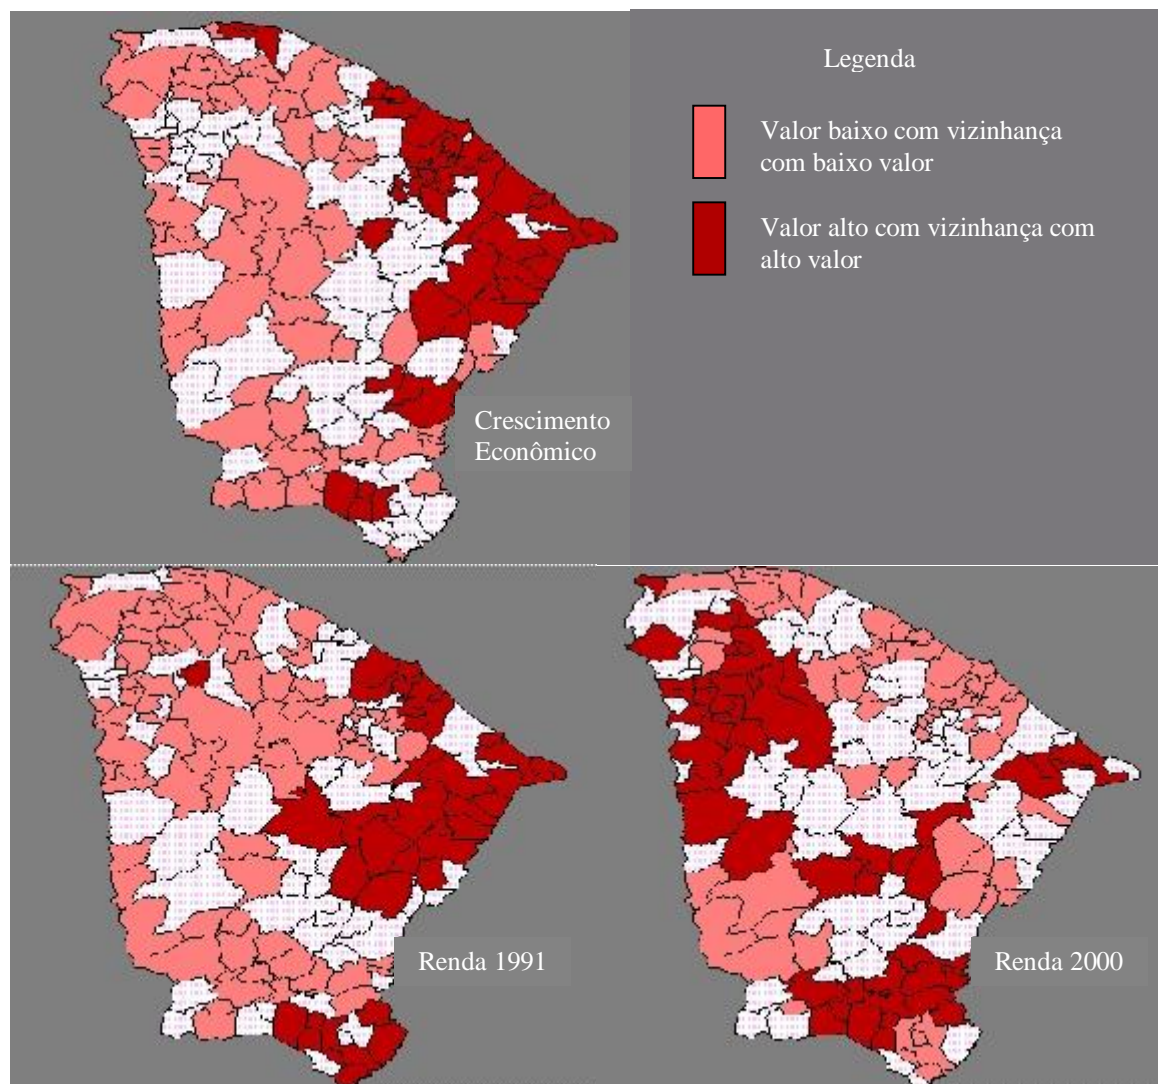 Legenda
Valor baixo com vizinhança
com baixo valor
Valor alto com vizinhança com
alto valor
Crescimento
Econômico
Renda 1991
Renda 2000